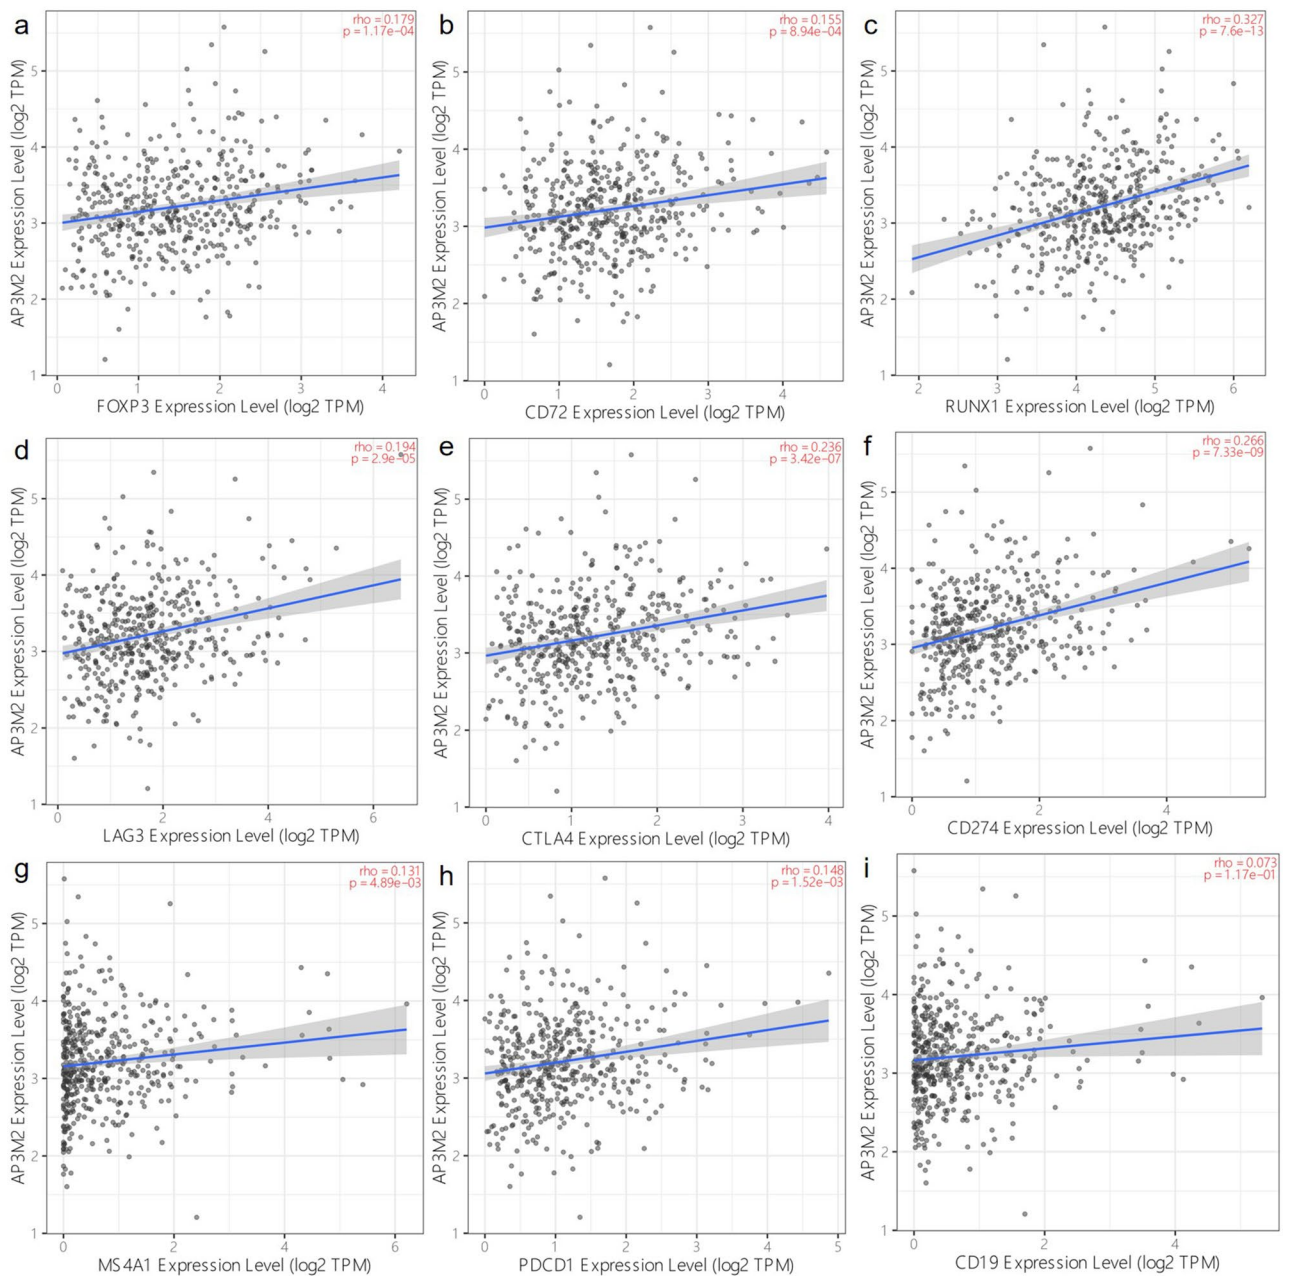 a
rho = 0.179
p = 1.17e−04
AP3M2 Expression Level (log2 TPM)
5
4
3
2
1
0 1 2 3 4
FOXP3 Expression Level (log2 TPM)
b
rho = 0.155
p = 8.94e−04
AP3M2 Expression Level (log2 TPM)
5
4
3
2
1
0 1 2 3 4
CD72 Expression Level (log2 TPM)
c
rho = 0.327
p = 7.6e−13
AP3M2 Expression Level (log2 TPM)
5
4
3
2
1
2 3 4 5 6
RUNX1 Expression Level (log2 TPM)
d
rho = 0.194
p = 2.9e−05
AP3M2 Expression Level (log2 TPM)
5
4
3
2
1
0 2 4 6
LAG3 Expression Level (log2 TPM)
e
rho = 0.236
p = 3.42e−07
AP3M2 Expression Level (log2 TPM)
5
4
3
2
1
0 1 2 3 4
CTLA4 Expression Level (log2 TPM)
f
rho = 0.266
p = 7.33e−09
AP3M2 Expression Level (log2 TPM)
5
4
3
2
1
0 2 4
CD274 Expression Level (log2 TPM)
g
rho = 0.131
p = 4.89e−03
AP3M2 Expression Level (log2 TPM)
5
4
3
2
1
0 2 4 6
MS4A1 Expression Level (log2 TPM)
h
rho = 0.148
p = 1.52e−03
AP3M2 Expression Level (log2 TPM)
5
4
3
2
1
0 1 2 3 4 5
PDCD1 Expression Level (log2 TPM)
i
rho = 0.073
p = 1.17e−01
AP3M2 Expression Level (log2 TPM)
5
4
3
2
1
0 2 4
CD19 Expression Level (log2 TPM)